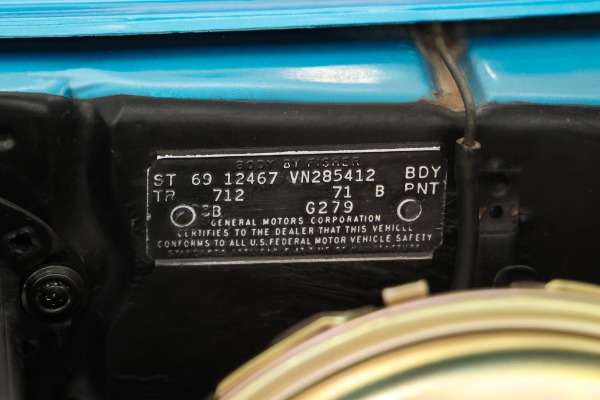 BODY BY FISHER
ST 69 12467 VN285412 BDY
TR 712 71 B PNT
G279
GENERAL MOTORS CORPORATION
CERTIFIES TO THE DEALER THAT THIS VEHICLE
CONFORMS TO ALL U.S. FEDERAL MOTOR VEHICLE SAFETY